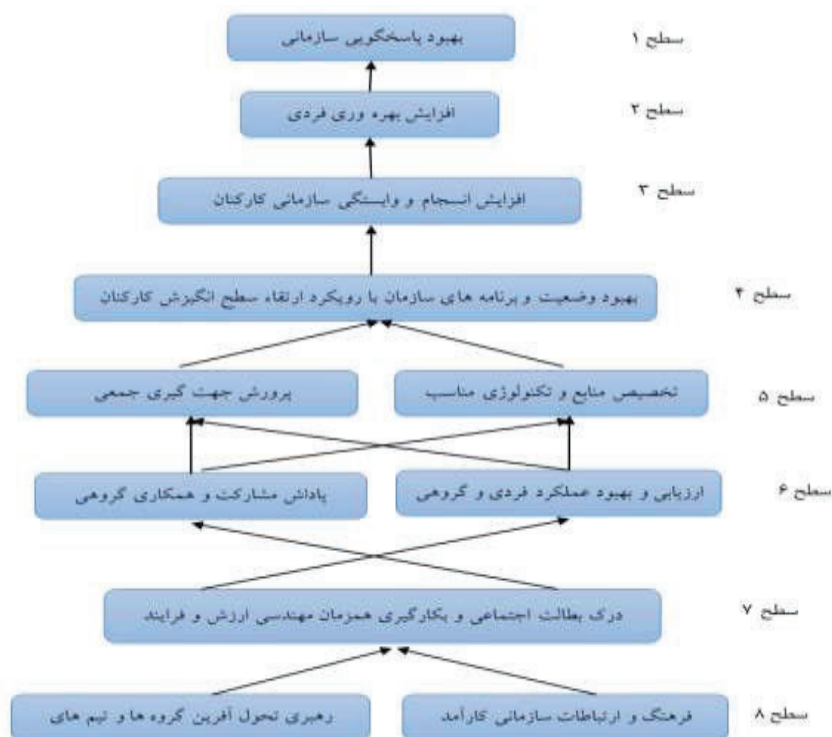 سطح ۱
بهبود پاسخگویی سازمانی
سطح ۲
افزایش بهره وری فردی
سطح ۳
افزایش انسجام و وابستگی سازمانی کارکنان
سطح ۴
بهبود وضعیت و برنامه های سازمان با رویکرد ارتقاء سطح انگیزش کارکنان
سطح ۵
تخصیص منابع و تکنولوژی مناسب
پرورش جهت گیری جمعی
سطح ۶
ارزیابی و بهبود عملکرد فردی و گروهی
پاداش مشارکت و همکاری گروهی
سطح ۷
درک بطالت اجتماعی و بکارگیری همزمان مهندسی ارزش و فرایند
سطح ۸
فرهنگ و ارتباطات سازمانی کارآمد
رهبری تحول آفرین گروه ها و تیم های